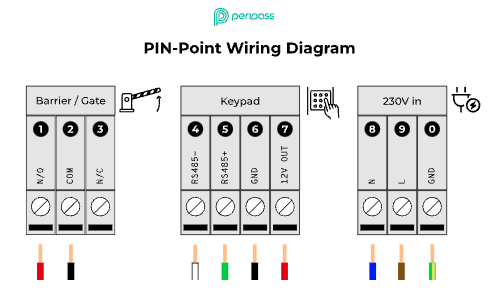 peripass
PIN-Point Wiring Diagram
Barrier / Gate
Keypad
230V in
1 2 3
4 5 6 7
8 9 0
N/O COM N/C
RS485- RS485+ GND 12V OUT
N L GND